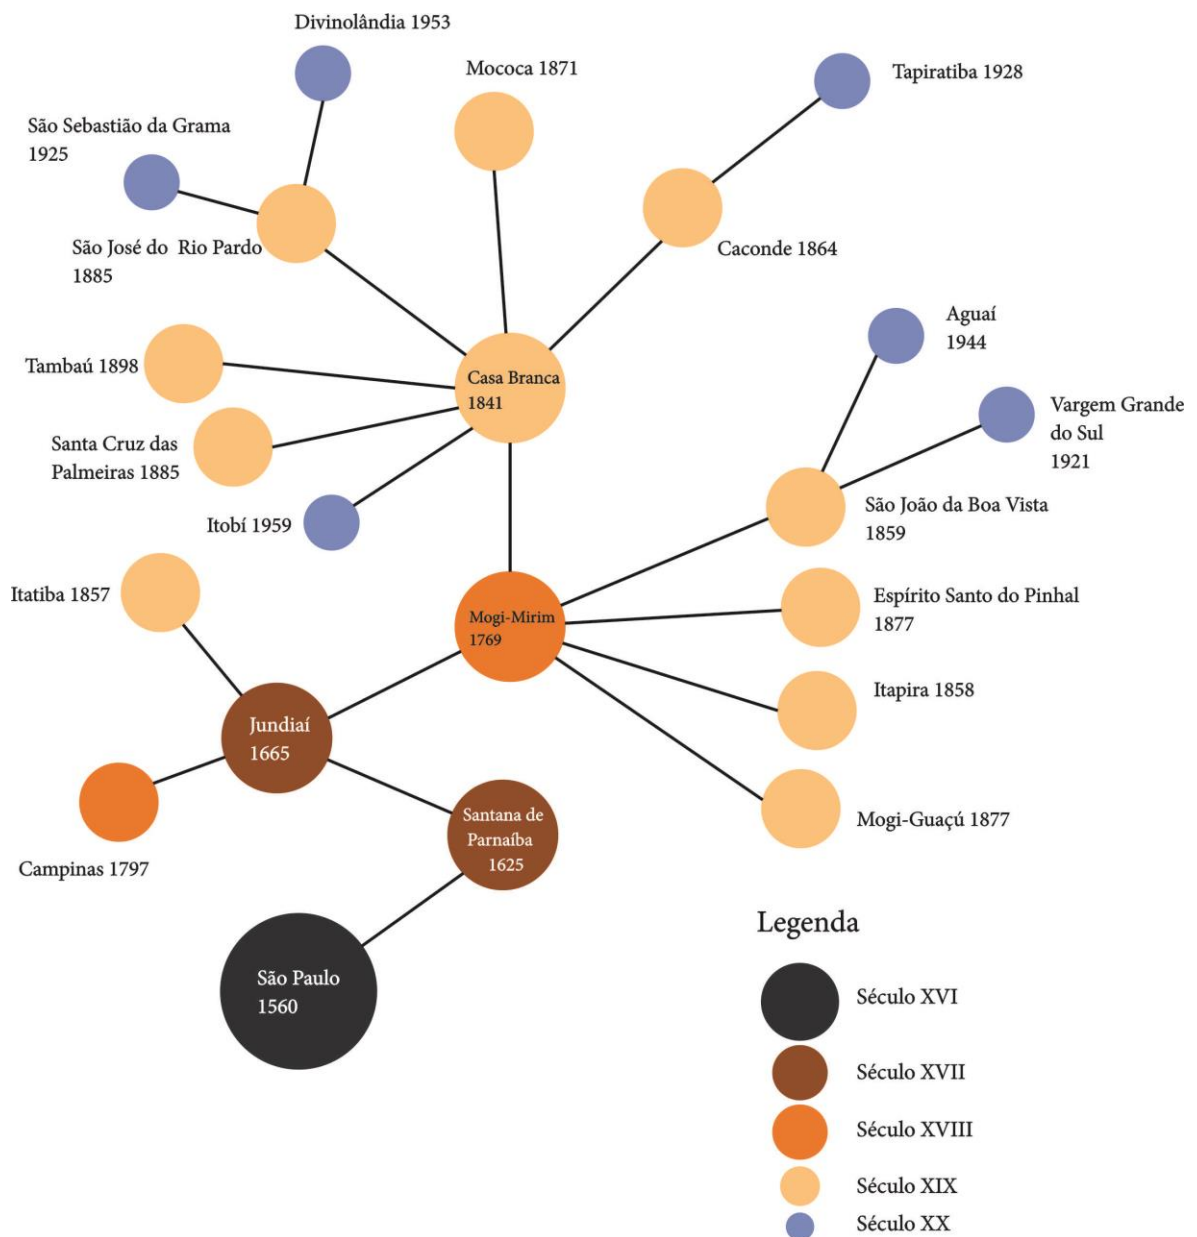 Divinolândia 1953
Mococa 1871
Tapiratiba 1928
São Sebastião da Grama
1925
São José do Rio Pardo
1885
Caconde 1864
Aguaí
1944
Tambaú 1898
Casa Branca
1841
Vargem Grande
do Sul
1921
Santa Cruz das
Palmeiras 1885
São João da Boa Vista
1859
Itobí 1959
Itatiba 1857
Espírito Santo do Pinhal
1877
Mogi-Mirim
1769
Itapira 1858
Jundiaí
1665
Santana de
Parnaíba
1625
Mogi-Guaçú 1877
Campinas 1797
São Paulo
1560
Legenda
Século XVI
Século XVII
Século XVIII
Século XIX
Século XX